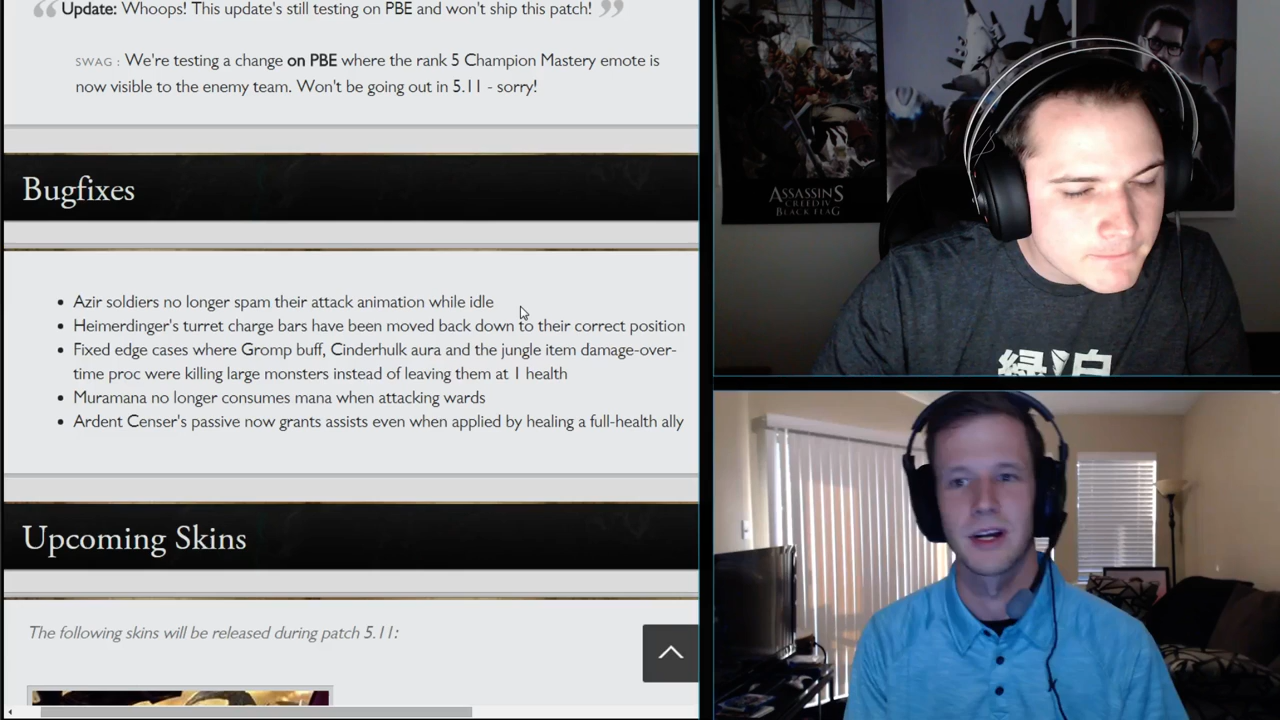 Update: Whoops! This update's still testing on PBE and won't ship this patch!
SWAG : We're testing a change on PBE where the rank 5 Champion Mastery emote is
now visible to the enemy team. Won't be going out in 5.11 - sorry!
Bugfixes
• Azir soldiers no longer spam their attack animation while idle
• Heimerdinger's turret charge bars have been moved back down to their correct position
• Fixed edge cases where Gromp buff, Cinderhulk aura and the jungle item damage-over-
time proc were killing large monsters instead of leaving them at 1 health
• Muramana no longer consumes mana when attacking wards
• Ardent Censer's passive now grants assists even when applied by healing a full-health ally
Upcoming Skins
The following skins will be released during patch 5.11:
ASSASSIN'S
CREED IV
BLACK FLAG